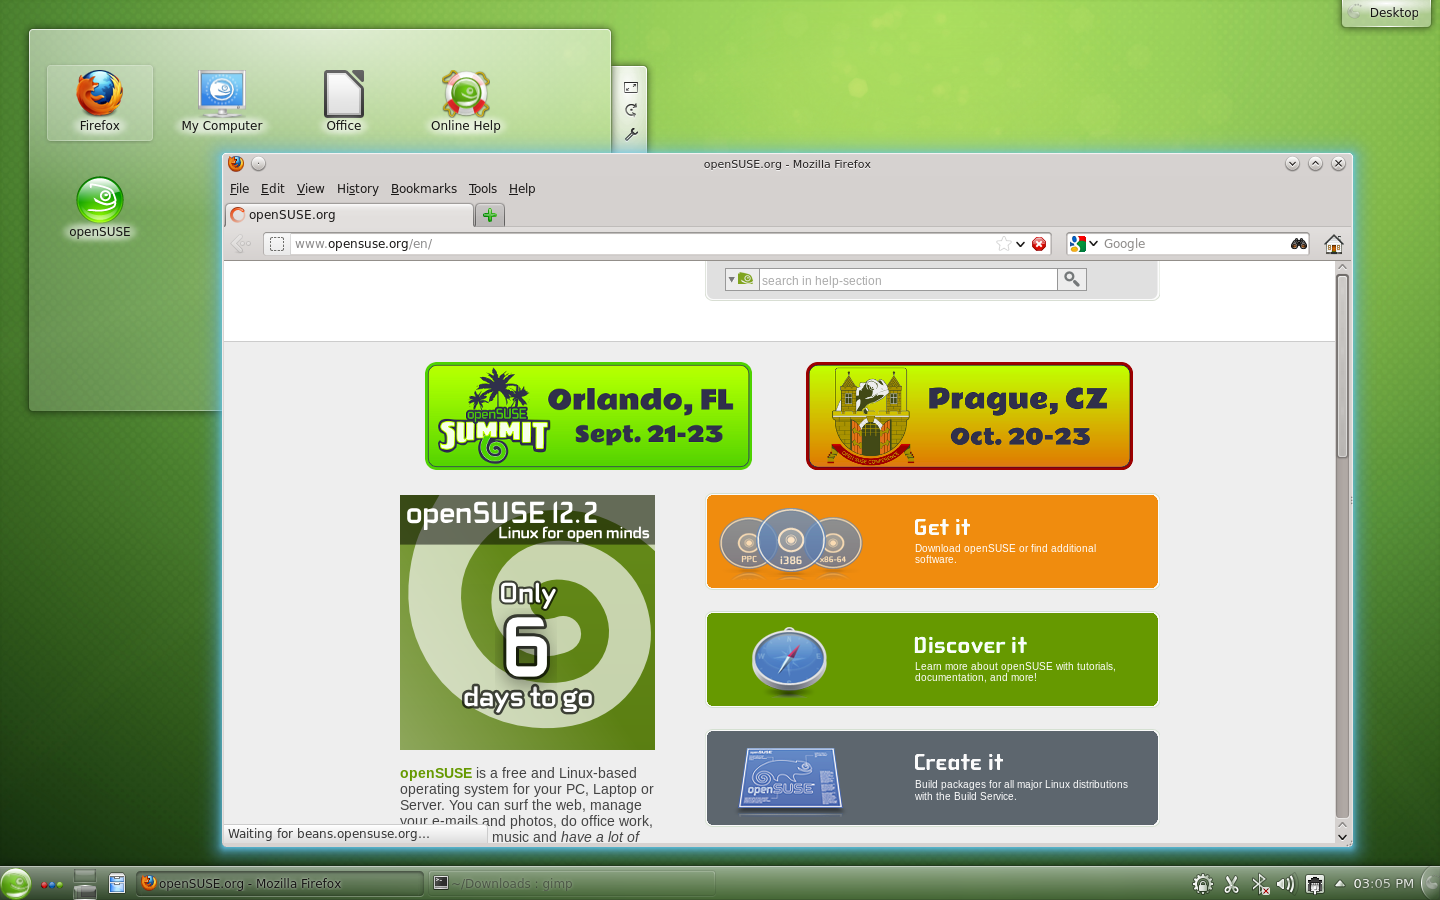 Desktop
Firefox
My Computer
Office
Online Help
openSUSE
openSUSE.org - Mozilla Firefox
File Edit View History Bookmarks Tools Help
openSUSE.org
www.opensuse.org/en/
Google
search in help-section
openSUSE
SUMMIT
Orlando, FL
Sept. 21-23
OPEN SUSE CONFERENCE
Prague, CZ
Oct. 20-23
openSUSE 12.2
Linux for open minds
Only
6
days to go
PPC
i386
x86-64
Get it
Download openSUSE or find additional
software.
Discover it
Learn more about openSUSE with tutorials,
documentation, and more!
openSUSE
Create it
Build packages for all major Linux distributions
with the Build Service.
openSUSE is a free and Linux-based
operating system for your PC, Laptop or
Server. You can surf the web, manage
your e-mails and photos, do office work,
music and have a lot of
Waiting for beans.opensuse.org...
openSUSE.org - Mozilla Firefox
~/Downloads : gimp
03:05 PM